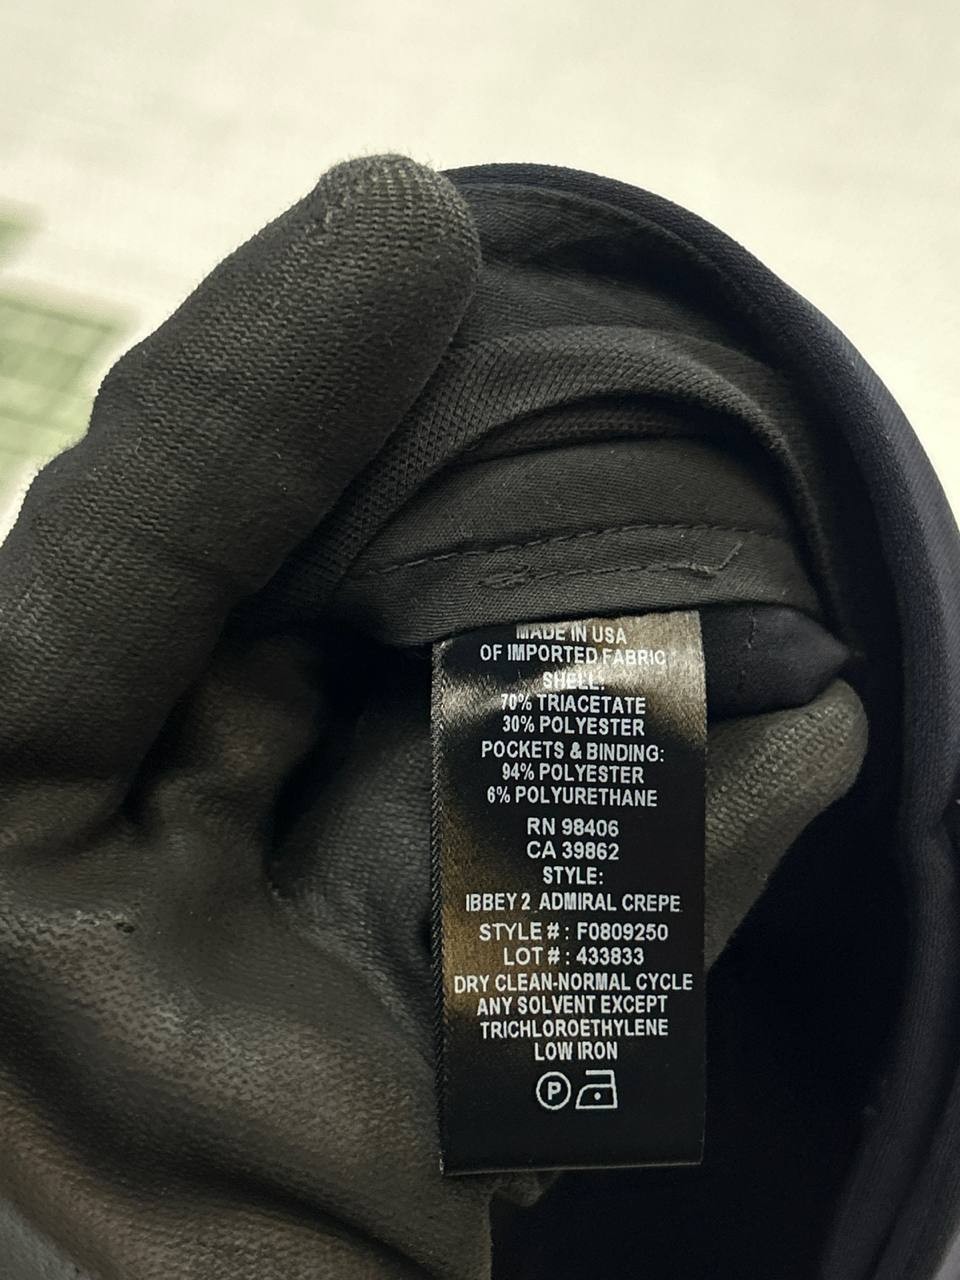 MADE IN USA
OF IMPORTED FABRIC
SHELL:
70% TRIACETATE
30% POLYESTER
POCKETS & BINDING:
94% POLYESTER
6% POLYURETHANE
RN 98406
CA 39862
STYLE:
IBBEY 2_ADMIRAL CREPE
STYLE # : F0809250
LOT # : 433833
DRY CLEAN-NORMAL CYCLE
ANY SOLVENT EXCEPT
TRICHLOROETHYLENE
LOW IRON
P